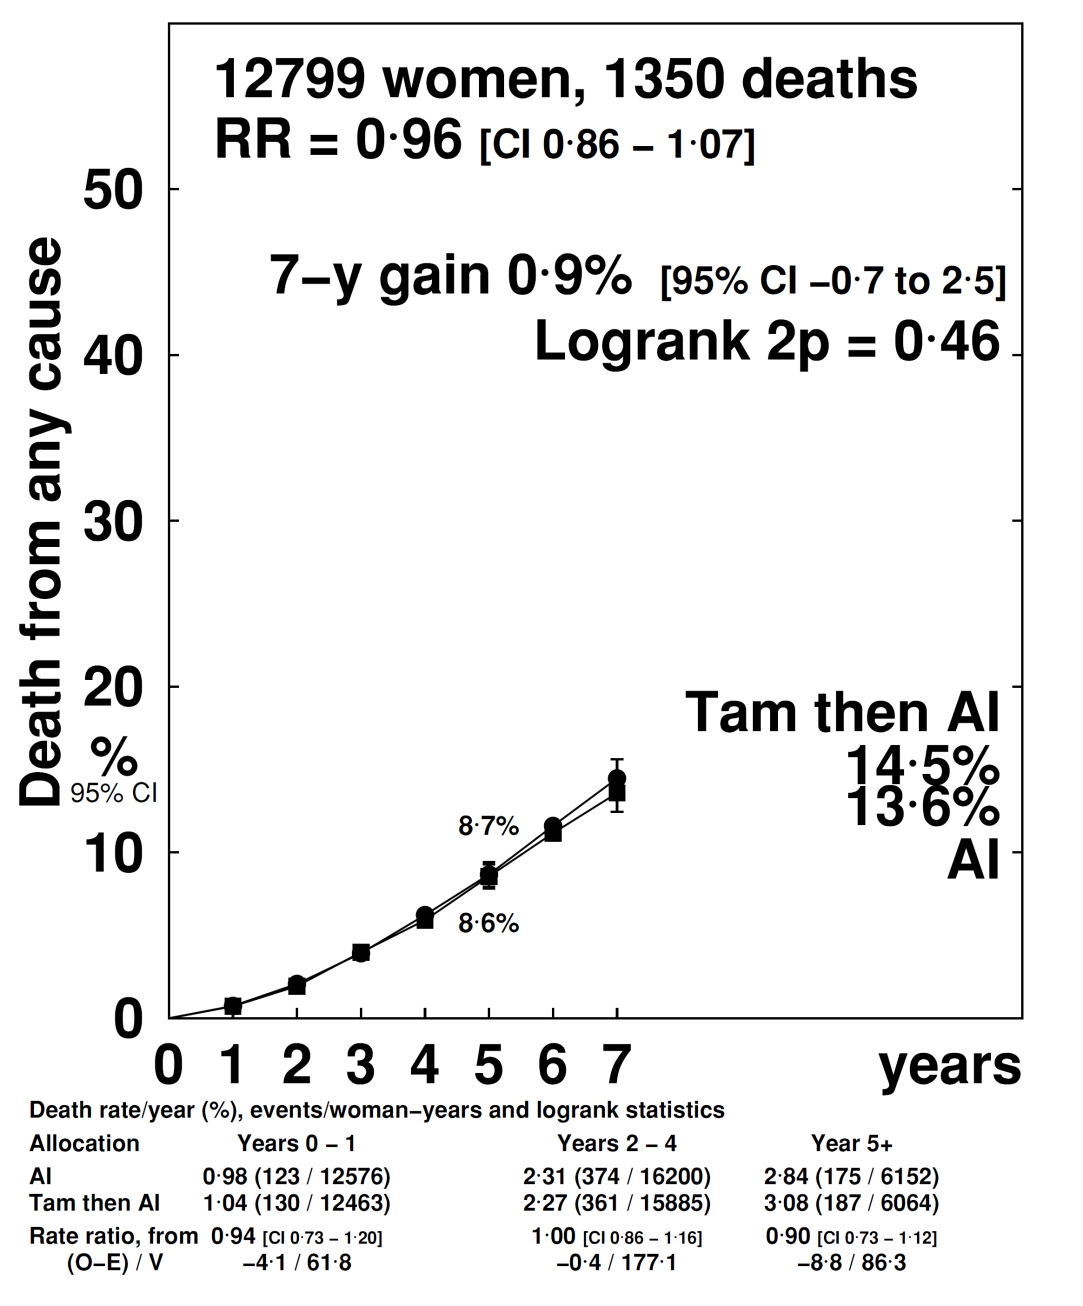 12799 women, 1350 deaths
RR = 0·96 [CI 0·86 – 1·07]
50
7–y gain 0·9% [95% CI –0·7 to 2·5]
Logrank 2p = 0·46
40
Death from any cause
30
20
Tam then AI
%
14·5%
95% CI
13·6%
8·7%
10
AI
8·6%
0
0 1 2 3 4 5 6 7 years
Death rate/year (%), events/woman–years and logrank statistics
Allocation Years 0 – 1 Years 2 – 4 Year 5+
AI 0·98 (123 / 12576) 2·31 (374 / 16200) 2·84 (175 / 6152)
Tam then AI 1·04 (130 / 12463) 2·27 (361 / 15885) 3·08 (187 / 6064)
Rate ratio, from 0·94 [CI 0·73 – 1·20] 1·00 [CI 0·86 – 1·16] 0·90 [CI 0·73 – 1·12]
(O–E) / V –4·1 / 61·8 –0·4 / 177·1 –8·8 / 86·3